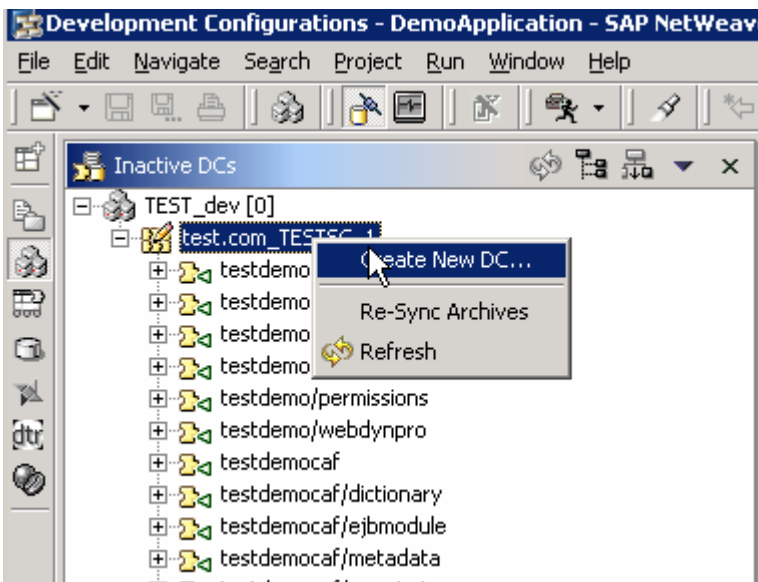 Development Configurations - DemoApplication - SAP NetWeav
File Edit Navigate Search Project Run Window Help
Inactive DCs
TEST_dev [0]
test.com_TESTSC_1
Create New DC...
testdemo
testdemo
Re-Sync Archives
testdemo
Refresh
testdemo
testdemo/permissions
testdemo/webdynpro
testdemocaf
dtr
testdemocaf/dictionary
testdemocaf/ejbmodule
testdemocaf/metadata